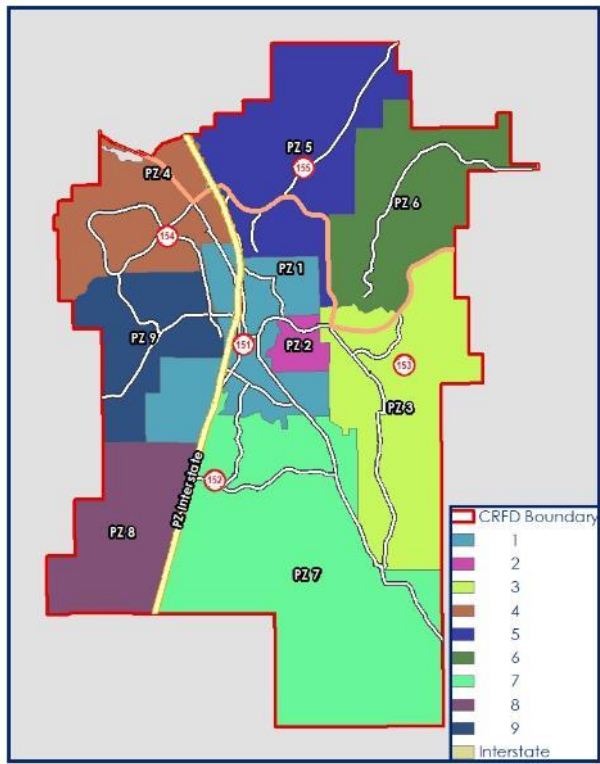 PZ 5
155
PZ 4
PZ 6
154
PZ 1
PZ 9
151
PZ 2
153
PZ 3
PZ Interstate
152
PZ 8
PZ 7
CRFD Boundary
1
2
3
4
5
6
7
8
9
Interstate